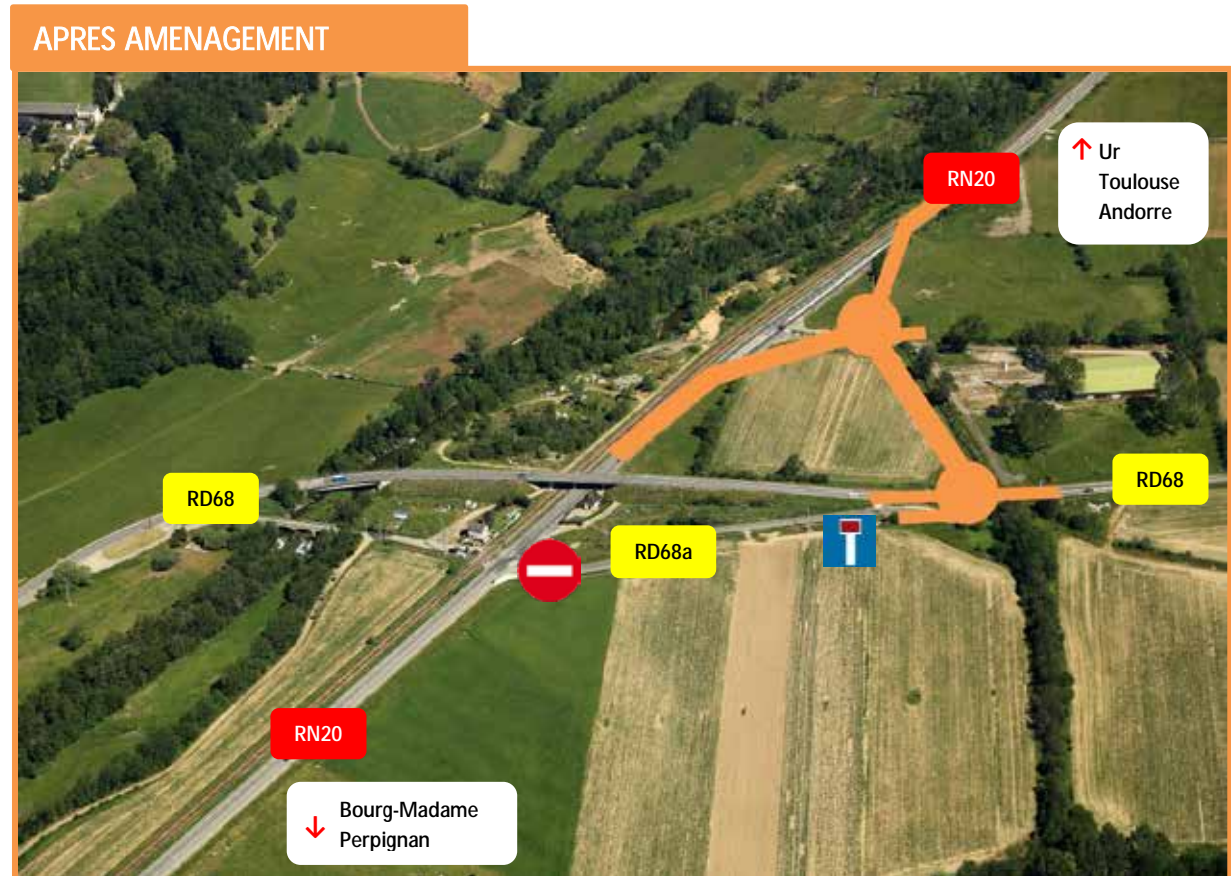 APRES AMENAGEMENT
RN20
↑ Ur
Toulouse
Andorre
RD68
RD68
RD68a
RN20
↓ Bourg-Madame
Perpignan